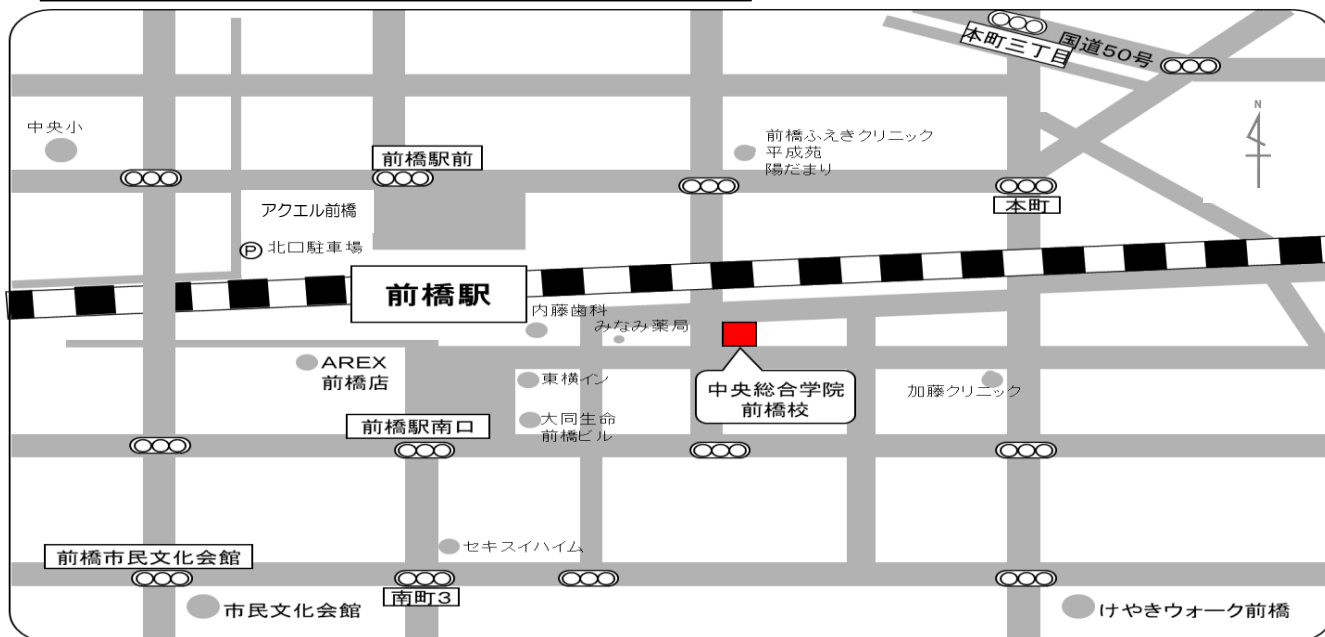 本町三丁目
国道50号
N
中央小
前橋駅前
前橋ふえきクリニック
平成苑
陽だまり
本町
アクエル前橋
P 北口駐車場
前橋駅
内藤歯科
みなみ薬局
AREX
前橋店
東横イン
中央総合学院
前橋校
加藤クリニック
大同生命
前橋ビル
前橋駅南口
前橋市民文化会館
セキスイハイム
南町3
市民文化会館
けやきウォーク前橋